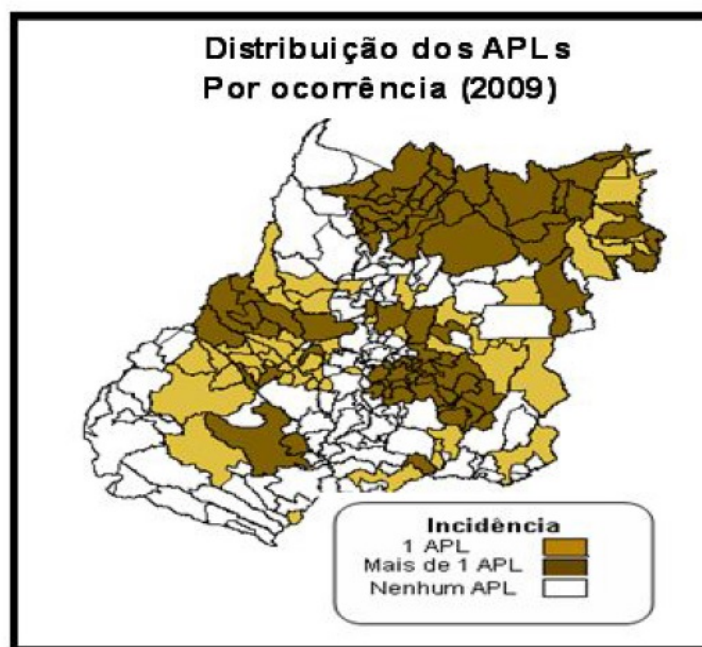 Distribuição dos APLs
Por ocorrência (2009)
Incidência
1 APL
Mais de 1 APL
Nenhum APL